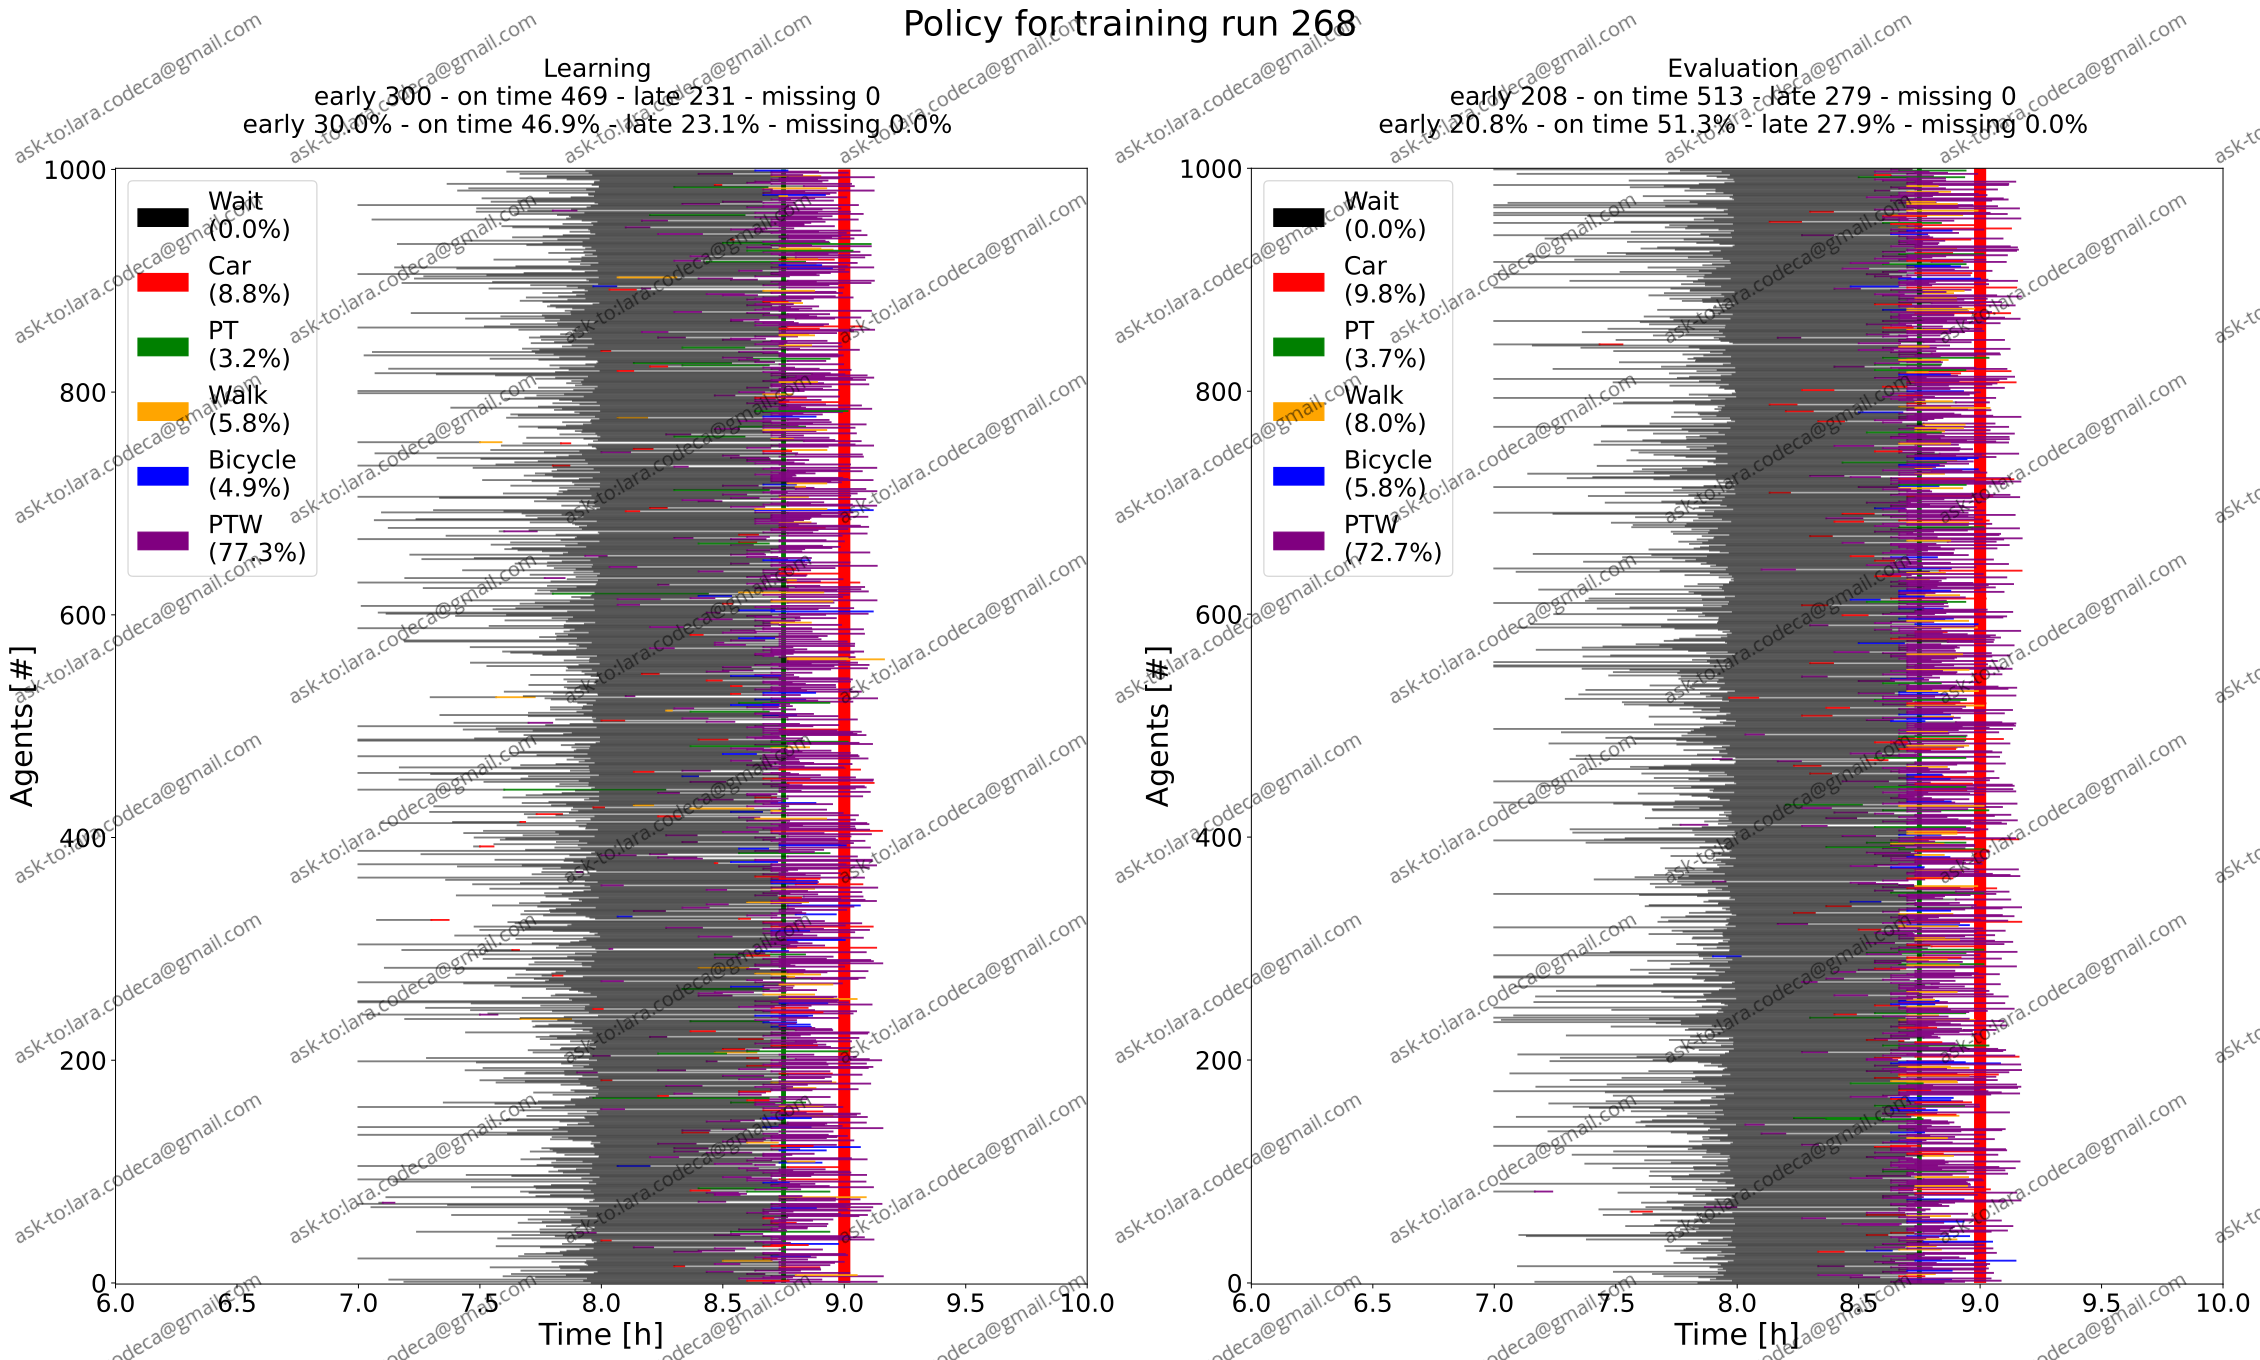 Policy for training run 268
Learning
early 300 - on time 469 - late 231 - missing 0
early 30.0% - on time 46.9% - late 23.1% - missing 0.0%
Wait
(0.0%)
Car
(8.8%)
PT
(3.2%)
Walk
(5.8%)
Bicycle
(4.9%)
PTW
(77.3%)
Agents [#]
1000
800
600
400
200
0
6.0 6.5 7.0 7.5 8.0 8.5 9.0 9.5 10.0
Time [h]
Evaluation
early 208 - on time 513 - late 279 - missing 0
early 20.8% - on time 51.3% - late 27.9% - missing 0.0%
Wait
(0.0%)
Car
(9.8%)
PT
(3.7%)
Walk
(8.0%)
Bicycle
(5.8%)
PTW
(72.7%)
Agents [#]
1000
800
600
400
200
0
6.0 6.5 7.0 7.5 8.0 8.5 9.0 9.5 10.0
Time [h]
ask-to:lara.codeca@gmail.com